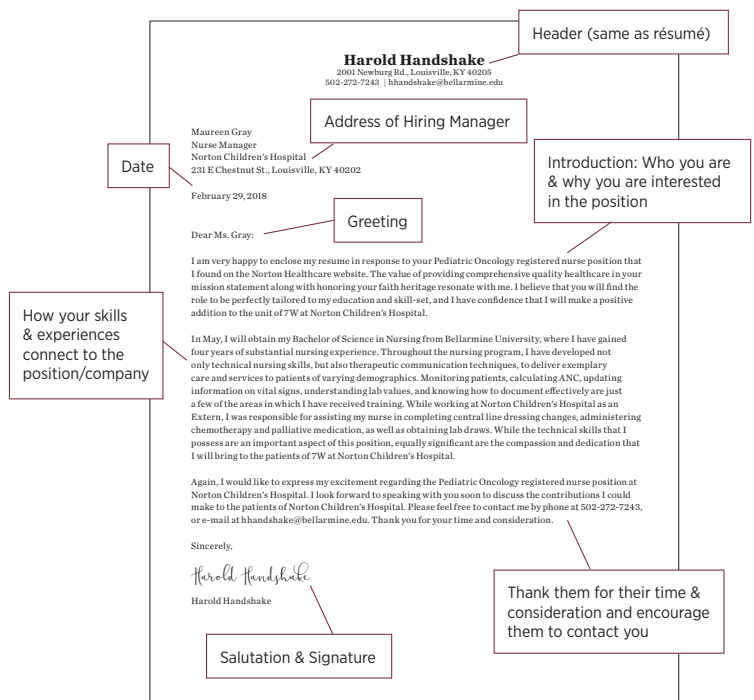 Header (same as résumé)
Harold Handshake
2001 Newburg Rd., Louisville, KY 40205
502-272-7243 | hhandshake@bellarmine.edu
Address of Hiring Manager
Maureen Gray
Nurse Manager
Norton Children's Hospital
231 E Chestnut St., Louisville, KY 40202
Date
February 29, 2018
Introduction: Who you are
& why you are interested
in the position
Greeting
Dear Ms. Gray:
I am very happy to enclose my resume in response to your Pediatric Oncology registered nurse position that
I found on the Norton Healthcare website. The value of providing comprehensive quality healthcare in your
mission statement along with honoring your faith heritage resonate with me. I believe that you will find the
role to be perfectly tailored to my education and skill-set, and I have confidence that I will make a positive
addition to the unit of 7W at Norton Children's Hospital.
How your skills
& experiences
connect to the
position/company
In May, I will obtain my Bachelor of Science in Nursing from Bellarmine University, where I have gained
four years of substantial nursing experience. Throughout the nursing program, I have developed not
only technical nursing skills, but also therapeutic communication techniques, to deliver exemplary
care and services to patients of varying demographics. Monitoring patients, calculating ANC, updating
information on vital signs, understanding lab values, and knowing how to document effectively are just
a few of the areas in which I have received training. While working at Norton Children's Hospital as an
Extern, I was responsible for assisting my nurse in completing central line dressing changes, administering
chemotherapy and palliative medication, as well as obtaining lab draws. While the technical skills that I
possess are an important aspect of this position, equally significant are the compassion and dedication that
I will bring to the patients of 7W at Norton Children's Hospital.
Again, I would like to express my excitement regarding the Pediatric Oncology registered nurse position at
Norton Children's Hospital. I look forward to speaking with you soon to discuss the contributions I could
make to the patients of Norton Children's Hospital. Please feel free to contact me by phone at 502-272-7243,
or e-mail at hhandshake@bellarmine.edu. Thank you for your time and consideration.
Sincerely,
Harold Handshake
Harold Handshake
Thank them for their time &
consideration and encourage
them to contact you
Salutation & Signature